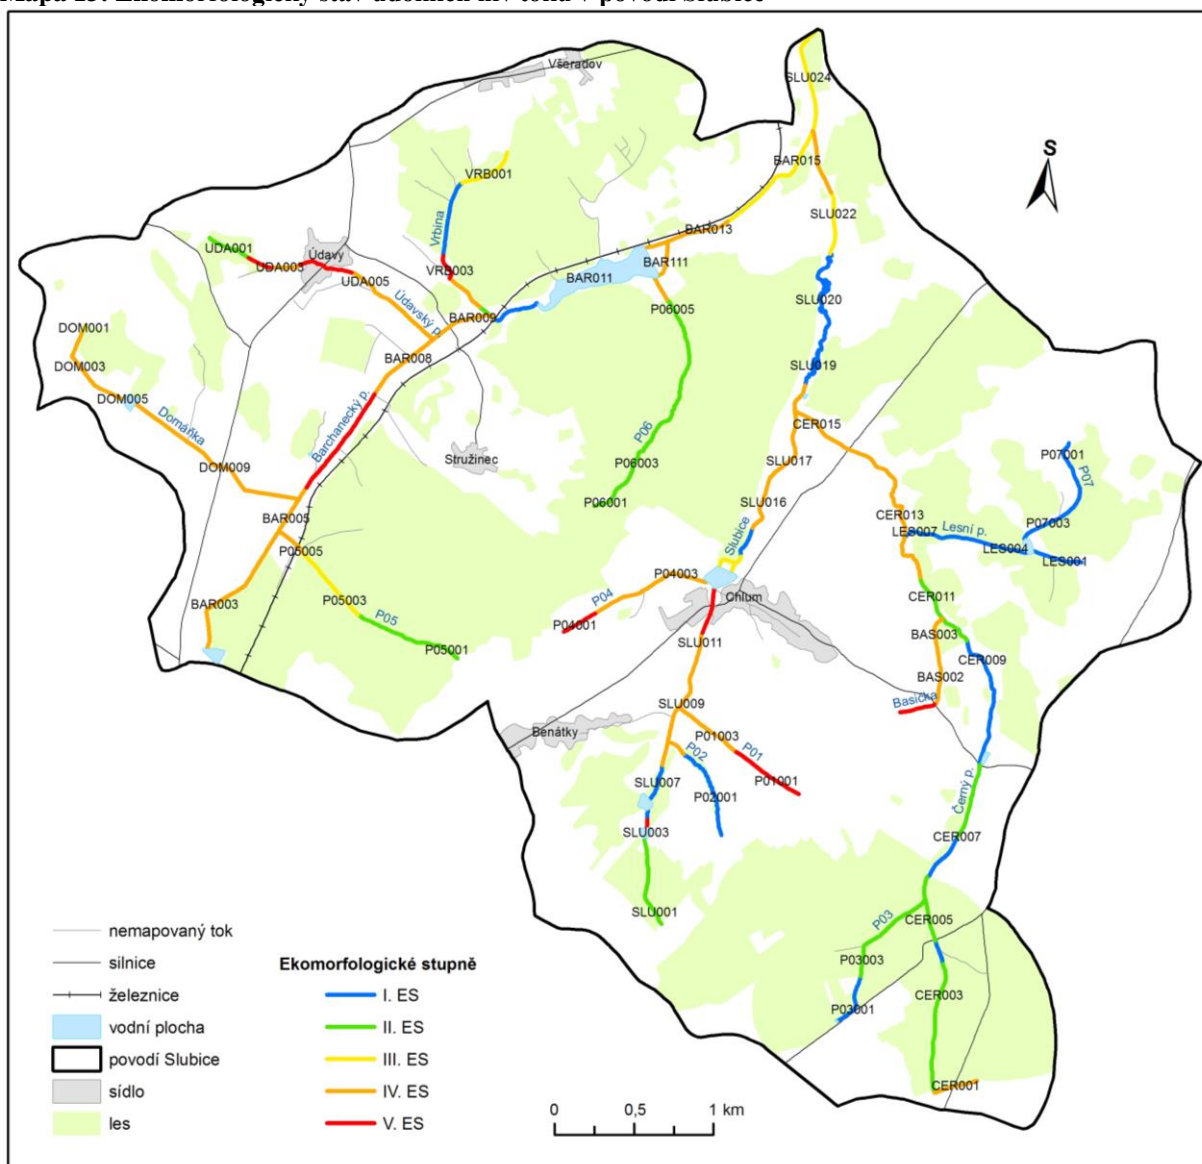 Všeradov
SLU024
S
BAR015
VRB001
SLU022
Vrbina
BAR013
UDA001
Údavy
UDA003
VRB003
BAR111
BAR011
UDA005
SLU020
P06005
Údavský p.
BAR009
DOM001
BAR008
DOM003
SLU019
DOM005
Barchanecký p.
CER015
Domáňka
P06
P07001
Stružinec
SLU017
P06003
DOM009
P07
P06001
SLU016
BAR005
CER013
P07003
LES007
Lesní p.
Slubice
P05005
LES004
LES001
P04003
P05003
P04
CER011
BAR003
Chlum
P05
P04001
BAS003
SLU011
P05001
CER009
BAS002
Basička
SLU009
Benátky
P01003
P02
P01
SLU007
P01001
Černý p.
P02001
SLU003
CER007
SLU001
P03
CER005
P03003
CER003
P03001
CER001
nemapovaný tok
silnice
železnice
vodní plocha
povodí Slubice
sídlo
les
Ekomorfologické stupně
I. ES
II. ES
III. ES
IV. ES
V. ES
0 0,5 1 km